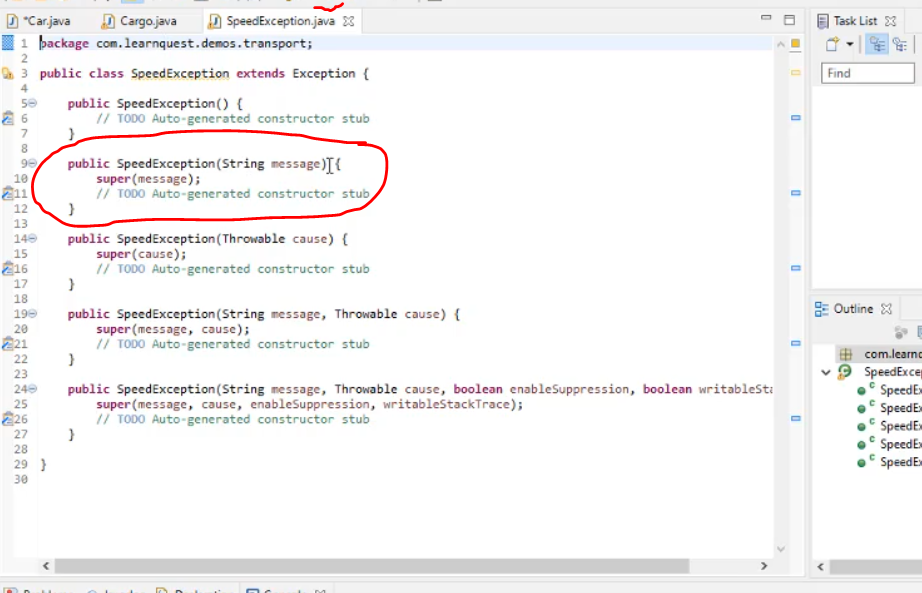 *Car.java Cargo.java SpeedException.java Task List
1 package com.learnquest.demos.transport;
2
3 public class SpeedException extends Exception {
4
5 public SpeedException() {
6 // TODO Auto-generated constructor stub
7 }
8
9 public SpeedException(String message) {
10 super(message);
11 // TODO Auto-generated constructor stub
12 }
13
14 public SpeedException(Throwable cause) {
15 super(cause);
16 // TODO Auto-generated constructor stub
17 }
18
19 public SpeedException(String message, Throwable cause) {
20 super(message, cause);
21 // TODO Auto-generated constructor stub
22 }
23
24 public SpeedException(String message, Throwable cause, boolean enableSuppression, boolean writableSta
25 super(message, cause, enableSuppression, writableStackTrace);
26 // TODO Auto-generated constructor stub
27 }
28
29 }
30
Find
Outline
com.learnq
SpeedExcep
SpeedEx
SpeedEx
SpeedEx
SpeedEx
SpeedEx